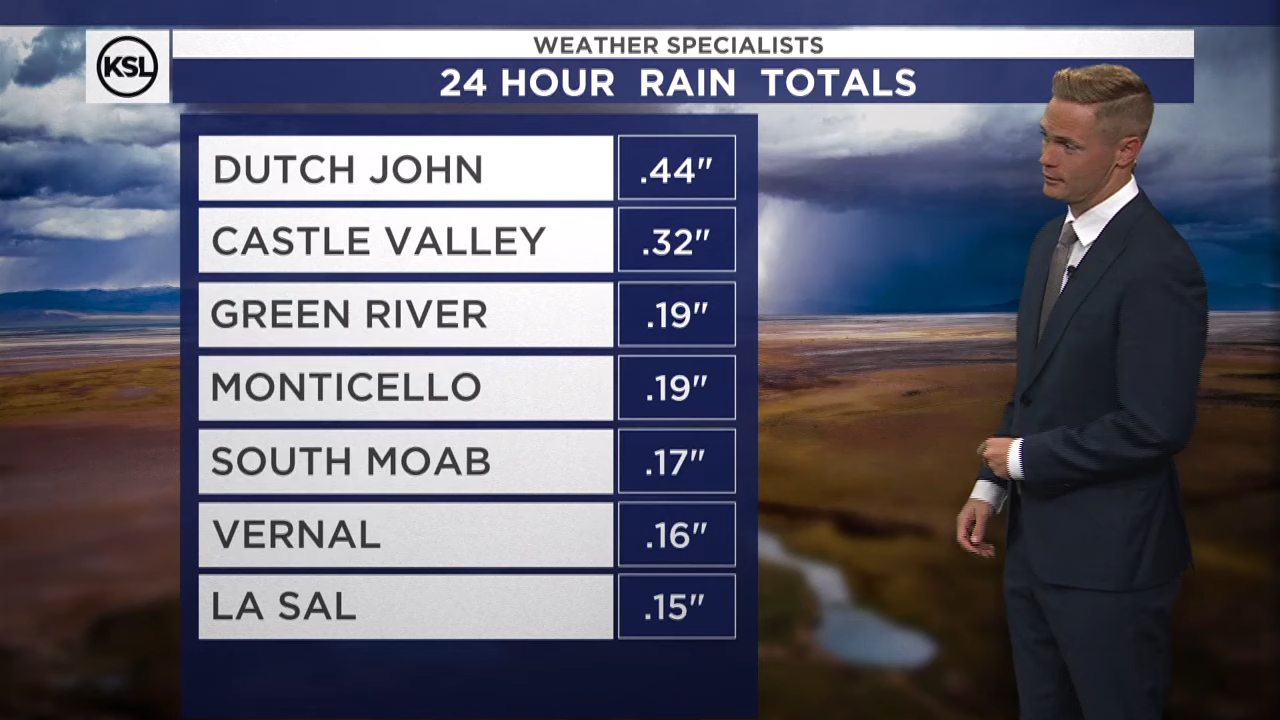 KSL
WEATHER SPECIALISTS
24 HOUR RAIN TOTALS
DUTCH JOHN .44"
CASTLE VALLEY .32"
GREEN RIVER .19"
MONTICELLO .19"
SOUTH MOAB .17"
VERNAL .16"
LA SAL .15"